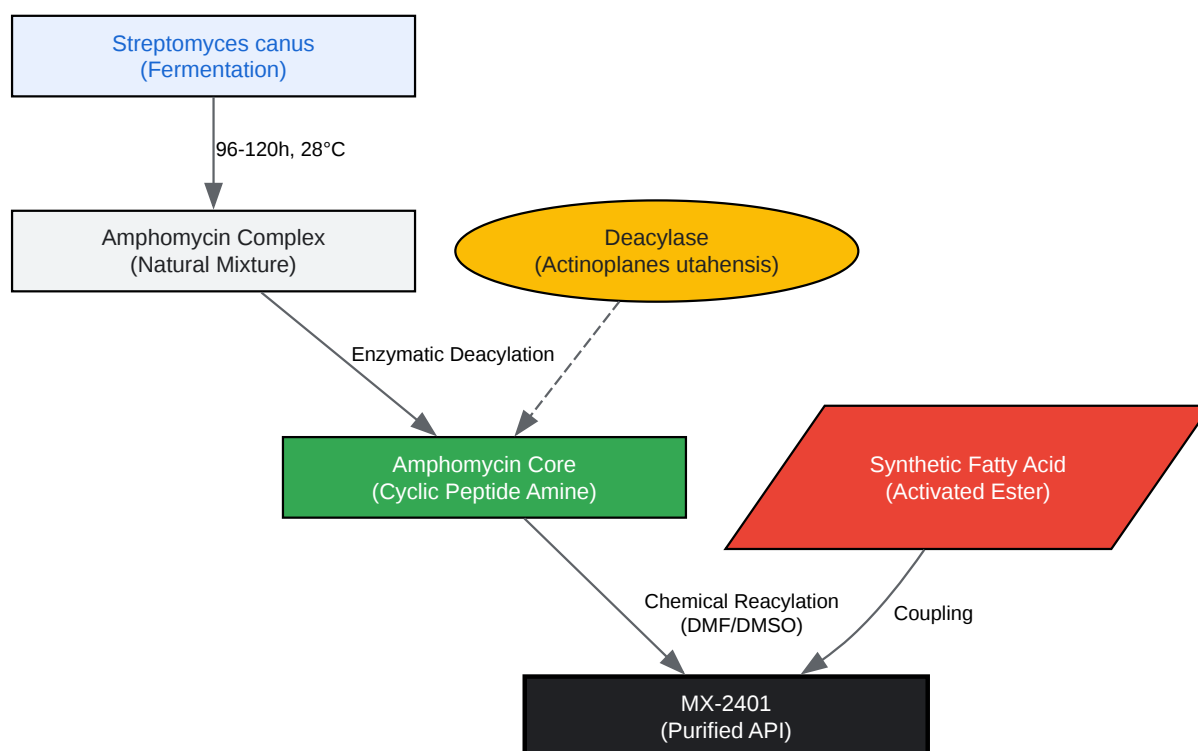 Streptomyces canus
(Fermentation)
96-120h, 28°C
Amphomycin Complex
(Natural Mixture)
Deacylase
(Actinoplanes utahensis)
Enzymatic Deacylation
Amphomycin Core
(Cyclic Peptide Amine)
Synthetic Fatty Acid
(Activated Ester)
Chemical Reacylation
(DMF/DMSO)
Coupling
MX-2401
(Purified API)